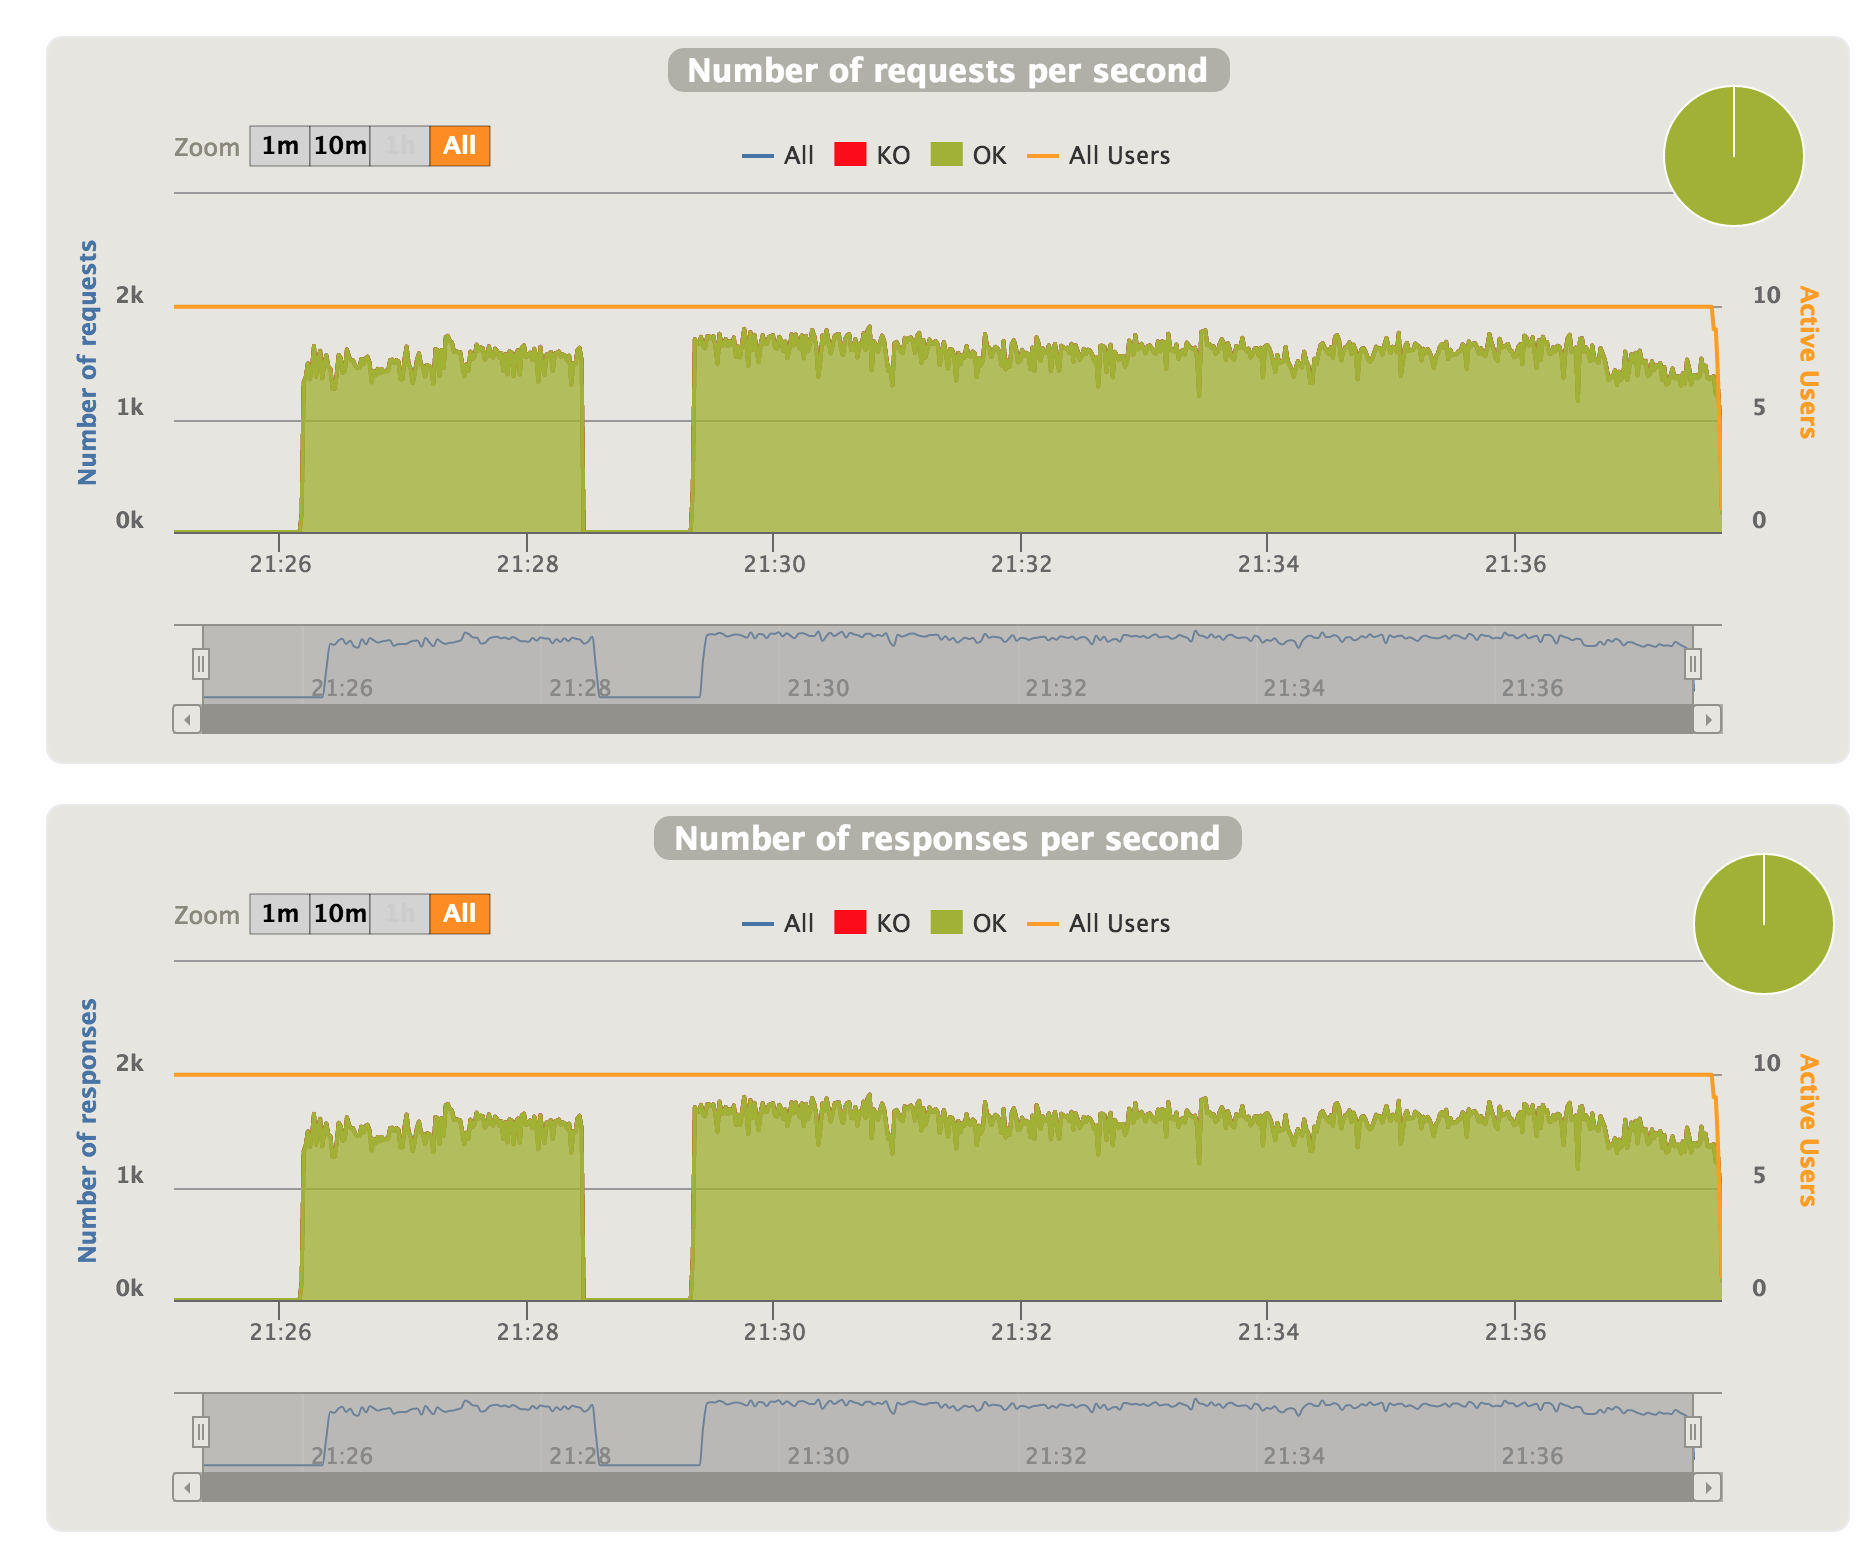 Number of requests per second
Zoom 1m 10m 1h All
All KO OK All Users
Number of requests
2k
1k
0k
10
5
0
Active Users
21:26 21:28 21:30 21:32 21:34 21:36
21:26 21:28 21:30 21:32 21:34 21:36
Number of responses per second
Zoom 1m 10m 1h All
All KO OK All Users
Number of responses
2k
1k
0k
10
5
0
Active Users
21:26 21:28 21:30 21:32 21:34 21:36
21:26 21:28 21:30 21:32 21:34 21:36